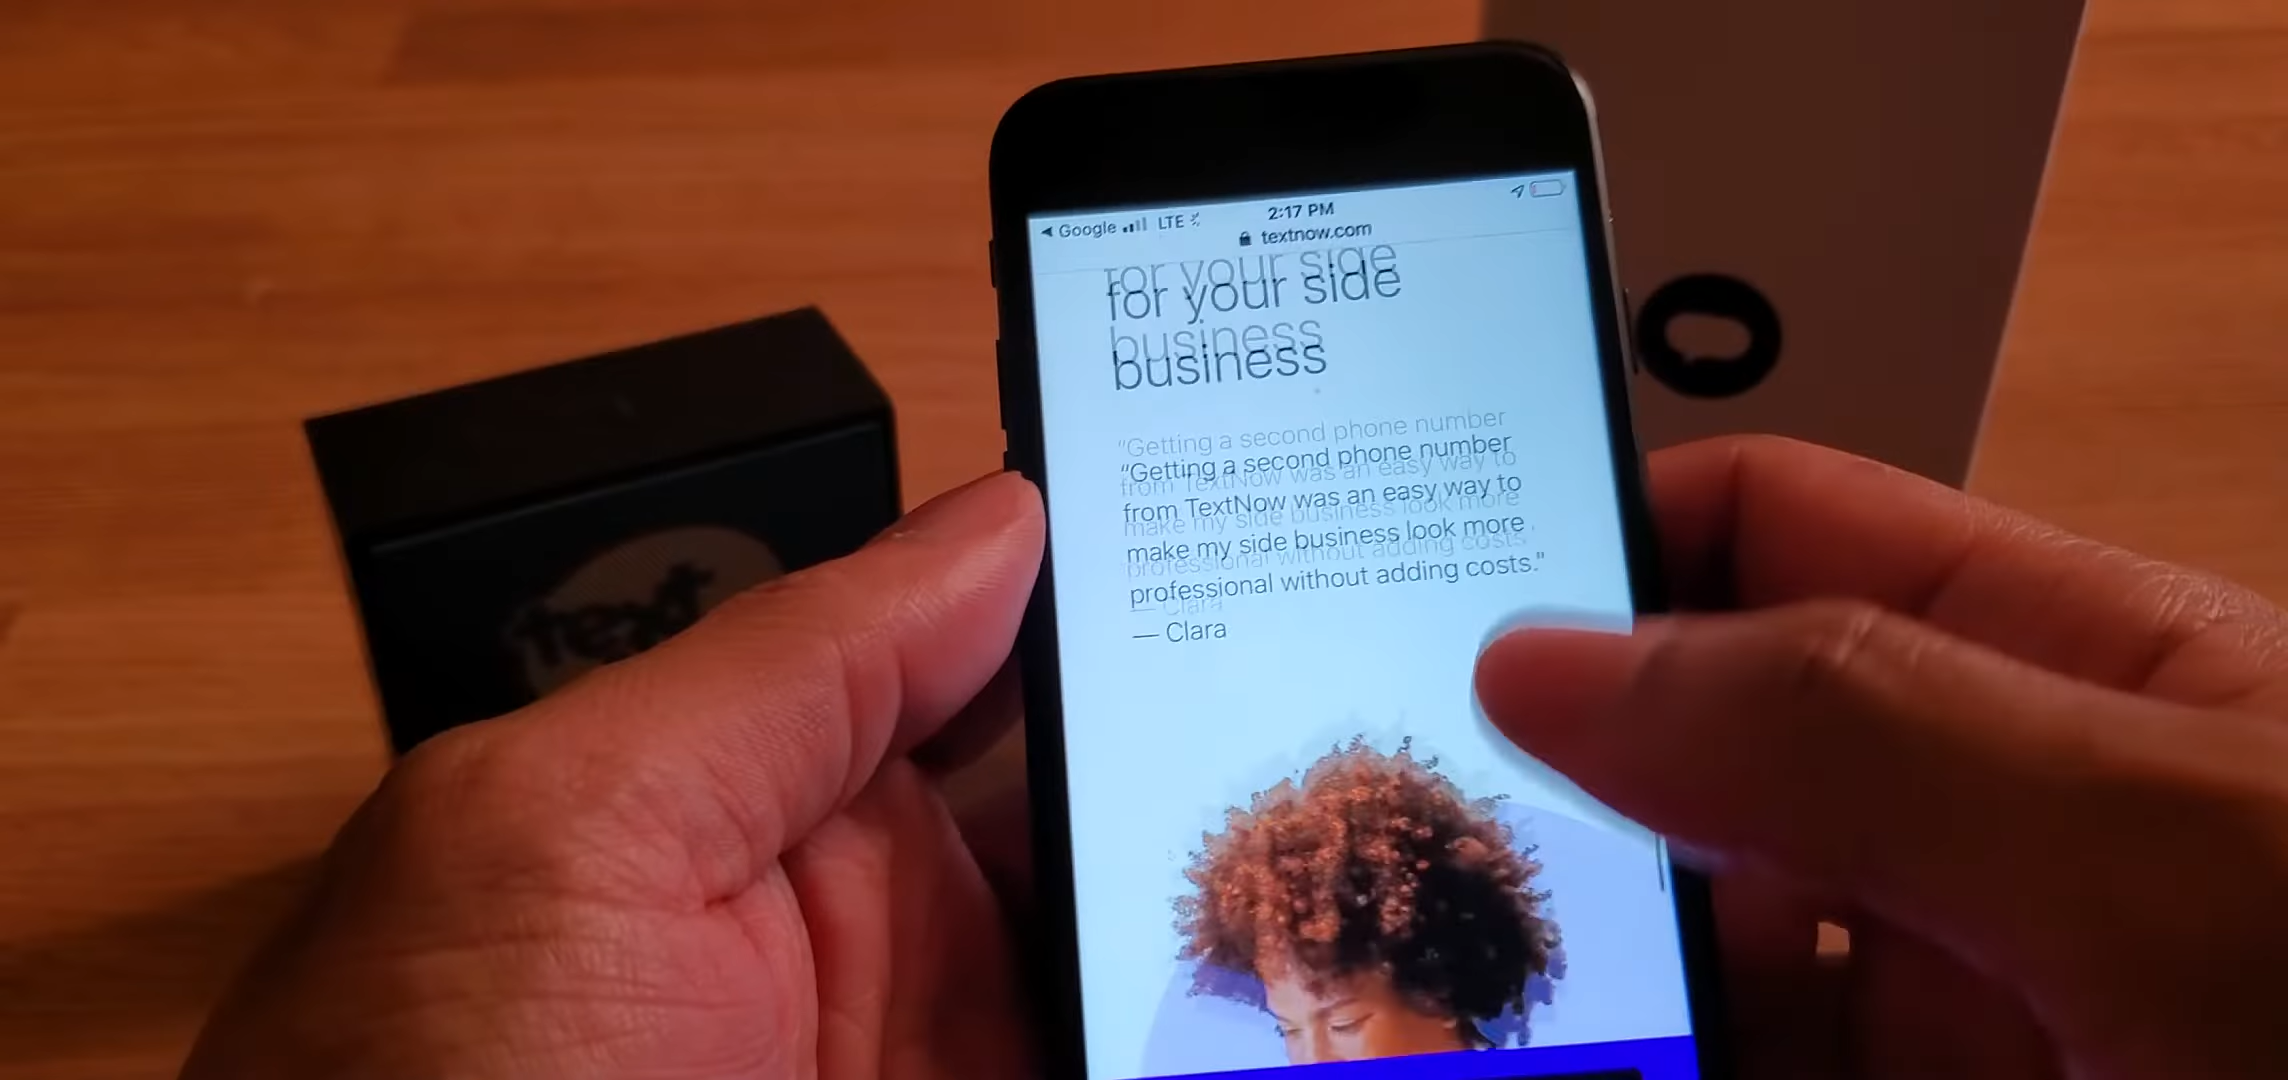 ◀ Google LTE 2:17 PM
textnow.com
for your side
business
“Getting a second phone number
from TextNow was an easy way to
make my side business look more
professional without adding costs.”
— Clara
text